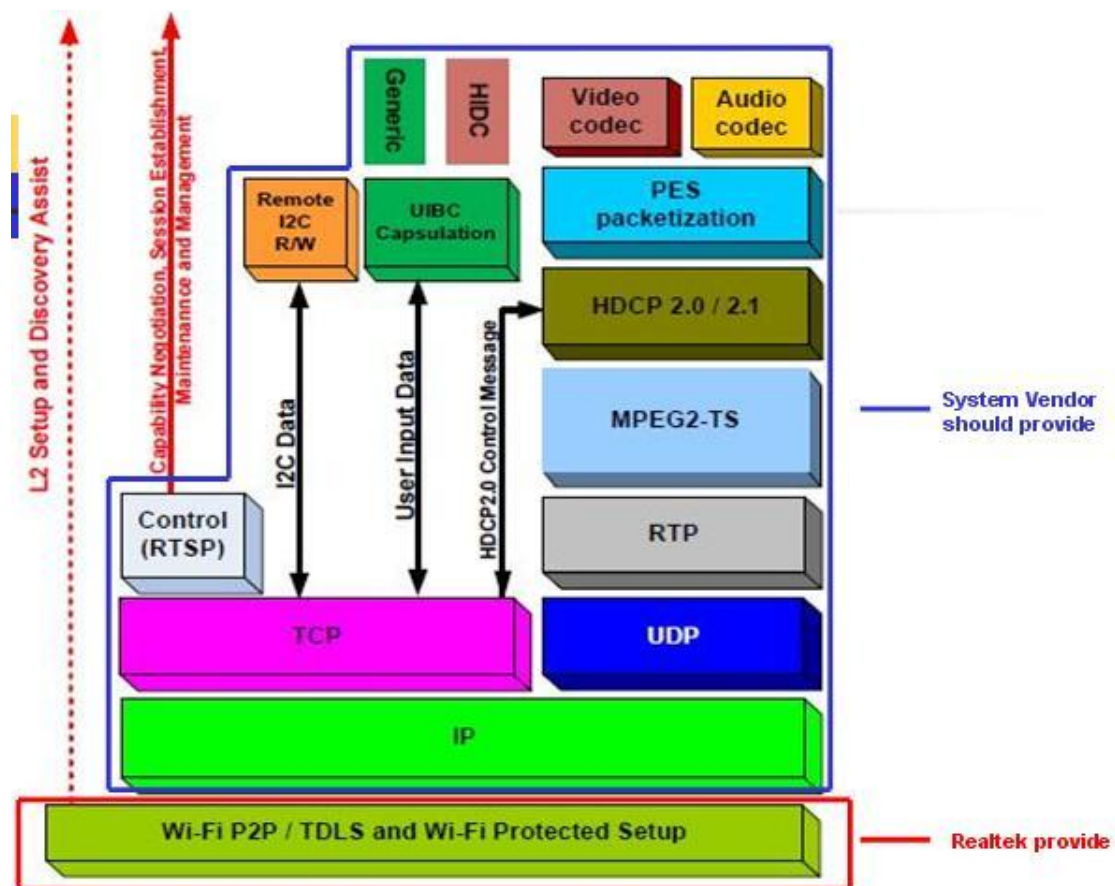 L2 Setup and Discovery Assist
Capability Negotiation, Session Establishment,
Maintenannce and Management
Generic
HIDC
Video
codec
Audio
codec
Remote
I2C
R/W
UIBC
Capsulation
PES
packetization
HDCP 2.0 / 2.1
I2C Data
User Input Data
HDCP2.0 Control Message
MPEG2-TS
System Vendor
should provide
Control
(RTSP)
RTP
TCP
UDP
IP
Wi-Fi P2P / TDLS and Wi-Fi Protected Setup
Realtek provide